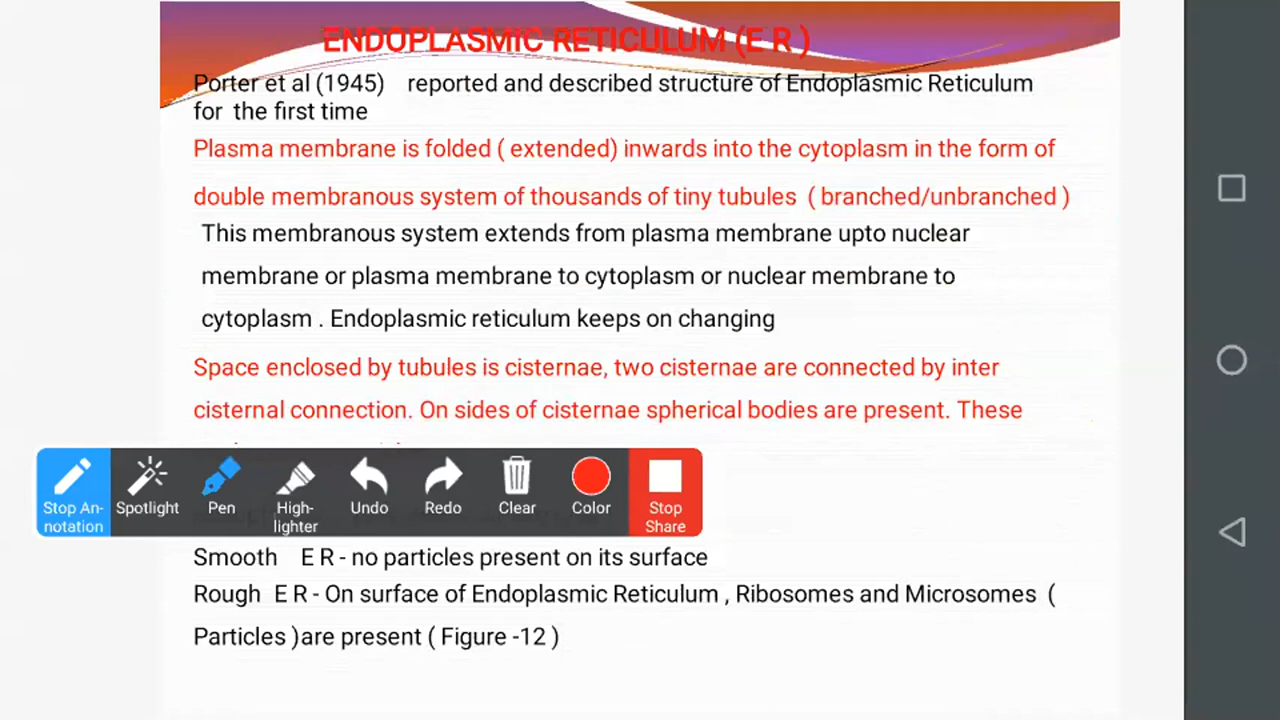 ENDOPLASMIC RETICULUM (E R )
Porter et al (1945) reported and described structure of Endoplasmic Reticulum
for the first time
Plasma membrane is folded ( extended) inwards into the cytoplasm in the form of
double membranous system of thousands of tiny tubules ( branched/unbranched )
This membranous system extends from plasma membrane upto nuclear
membrane or plasma membrane to cytoplasm or nuclear membrane to
cytoplasm . Endoplasmic reticulum keeps on changing
Space enclosed by tubules is cisternae, two cisternae are connected by inter
cisternal connection. On sides of cisternae spherical bodies are present. These
Stop An-
notation
Spotlight
Pen
High-
lighter
Undo
Redo
Clear
Color
Stop
Share
Smooth E R - no particles present on its surface
Rough E R - On surface of Endoplasmic Reticulum , Ribosomes and Microsomes (
Particles )are present ( Figure -12 )